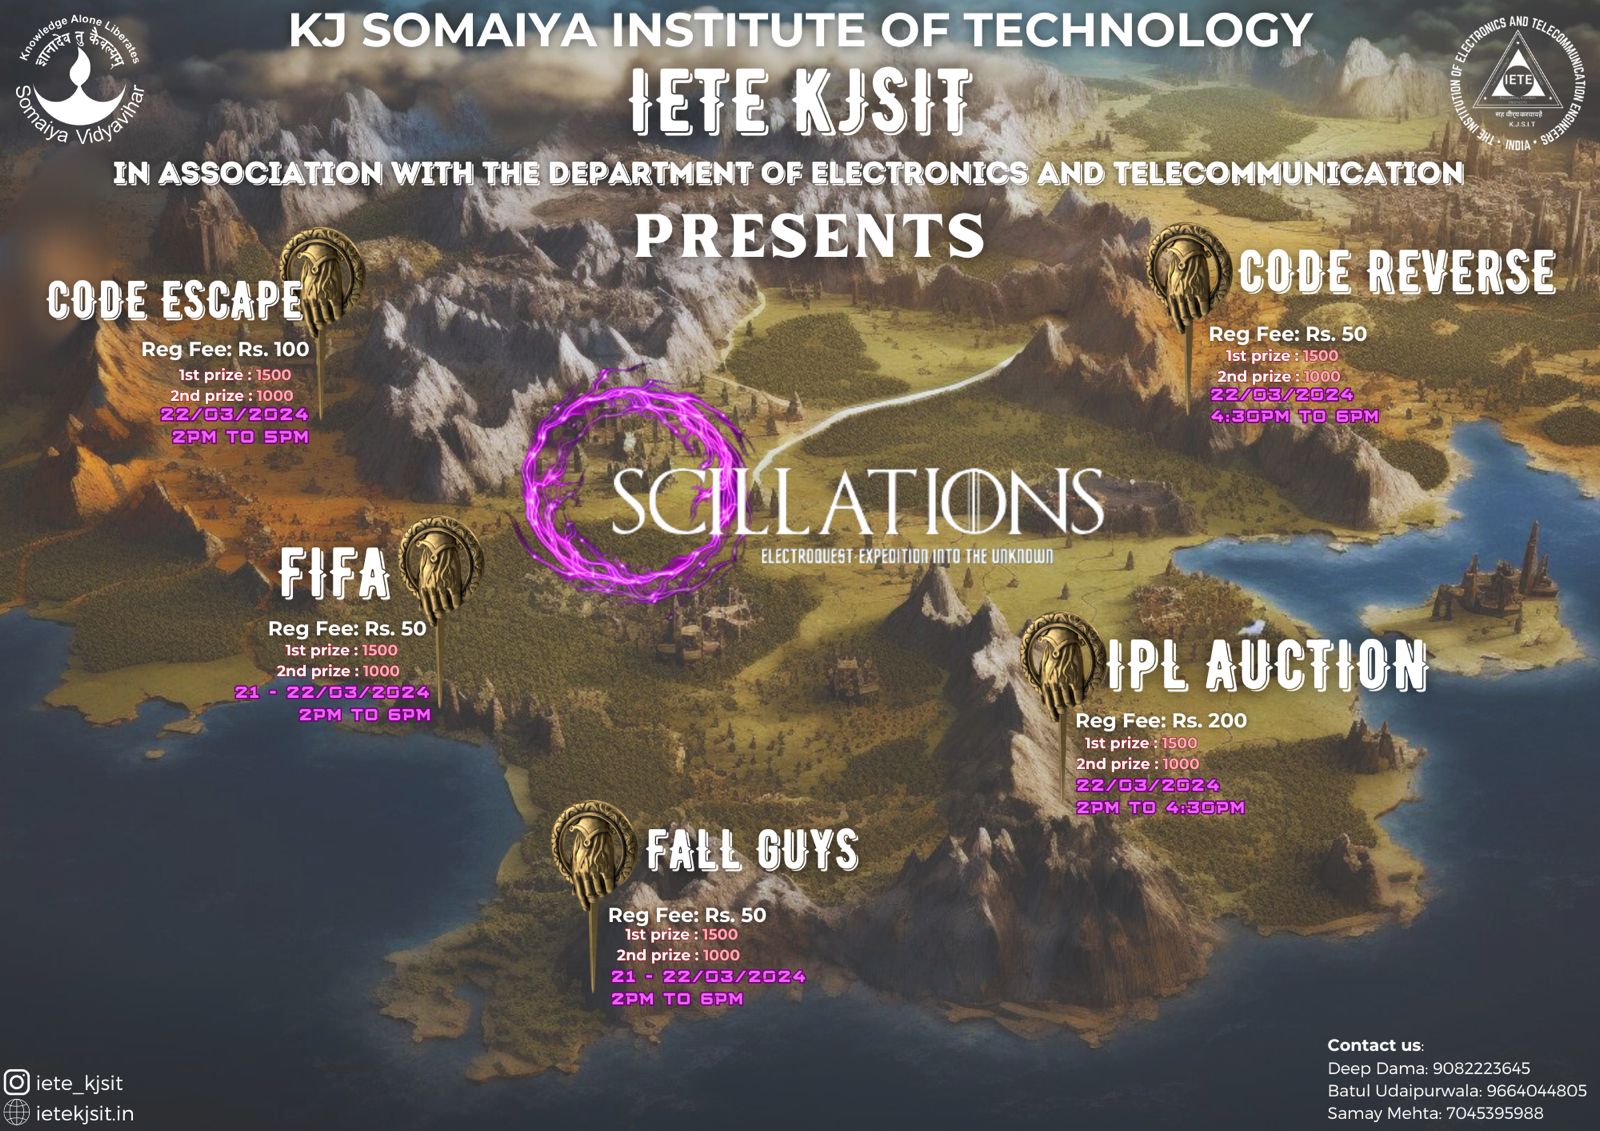 KJ SOMAIYA INSTITUTE OF TECHNOLOGY
IETE KJSIT
IN ASSOCIATION WITH THE DEPARTMENT OF ELECTRONICS AND TELECOMMUNICATION
PRESENTS
Knowledge Alone Liberates
ज्ञानादेव तु कैवल्यम्
Somaiya Vidyavihar
THE INSTITUTION OF ELECTRONICS AND TELECOMMUNICATION ENGINEERS • INDIA •
IETE
K.J.S.I.T
CODE ESCAPE
Reg Fee: Rs. 100
1st prize : 1500
2nd prize : 1000
22/03/2024
2PM TO 5PM
CODE REVERSE
Reg Fee: Rs. 50
1st prize : 1500
2nd prize : 1000
22/03/2024
4:30PM TO 6PM
OSCILLATIONS
ELECTROQUEST-EXPEDITION INTO THE UNKNOWN
FIFA
Reg Fee: Rs. 50
1st prize : 1500
2nd prize : 1000
21 - 22/03/2024
2PM TO 6PM
IPL AUCTION
Reg Fee: Rs. 200
1st prize : 1500
2nd prize : 1000
22/03/2024
2PM TO 4:30PM
FALL GUYS
Reg Fee: Rs. 50
1st prize : 1500
2nd prize : 1000
21 - 22/03/2024
2PM TO 6PM
iete_kjsit
ietekjsit.in
Contact us:
Deep Dama: 9082223645
Batul Udaipurwala: 9664044805
Samay Mehta: 7045395988